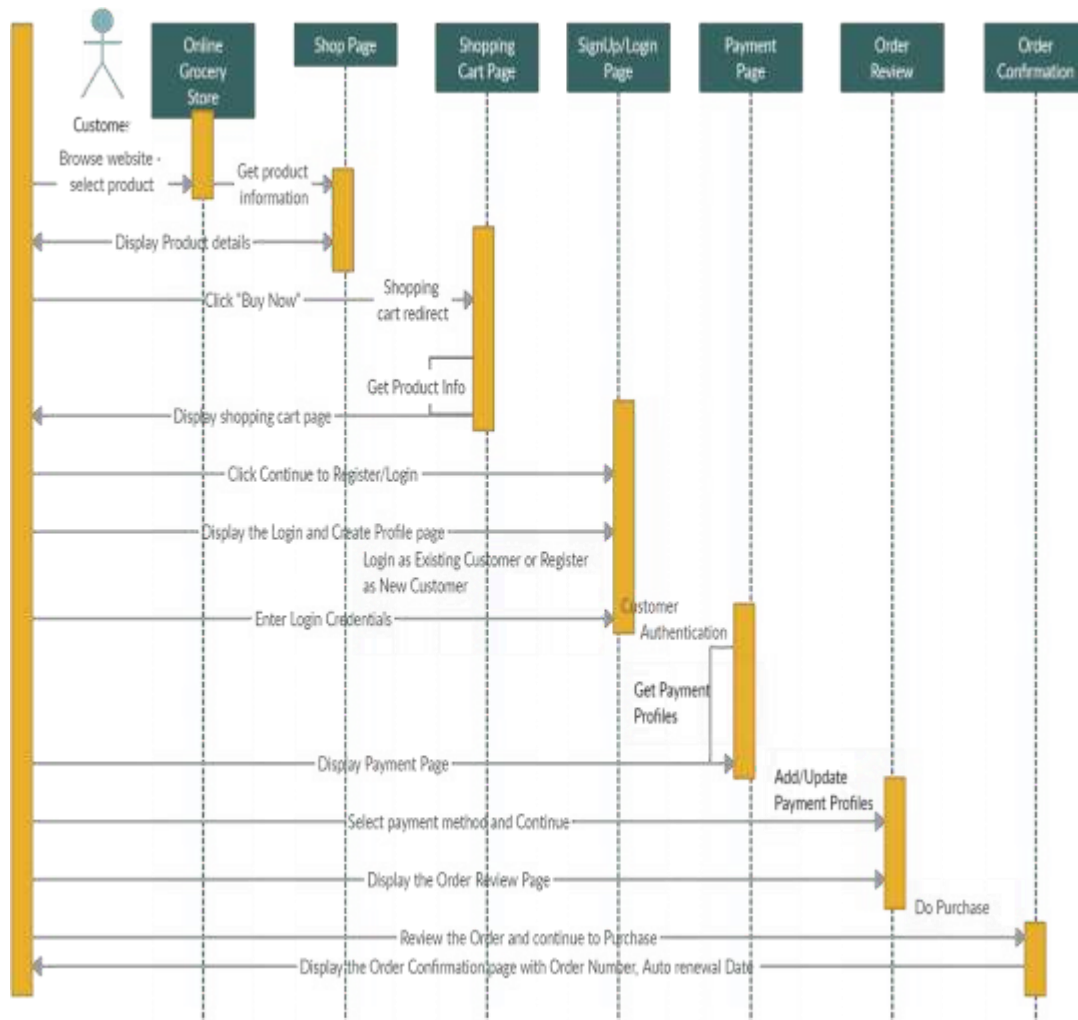 Online
Grocery
Store
Shop Page
Shopping
Cart Page
SignUp/Login
Page
Payment
Page
Order
Review
Order
Confirmation
Customer
Browse website -
select product
Get product
information
Display Product details
Click "Buy Now"
Shopping
cart redirect
Get Product Info
Display shopping cart page
Click Continue to Register/Login
Display the Login and Create Profile page
Login as Existing Customer or Register
as New Customer
Enter Login Credentials
Customer
Authentication
Get Payment
Profiles
Display Payment Page
Add/Update
Payment Profiles
Select payment method and Continue
Display the Order Review Page
Do Purchase
Review the Order and continue to Purchase
Display the Order Confirmation page with Order Number, Auto renewal Date